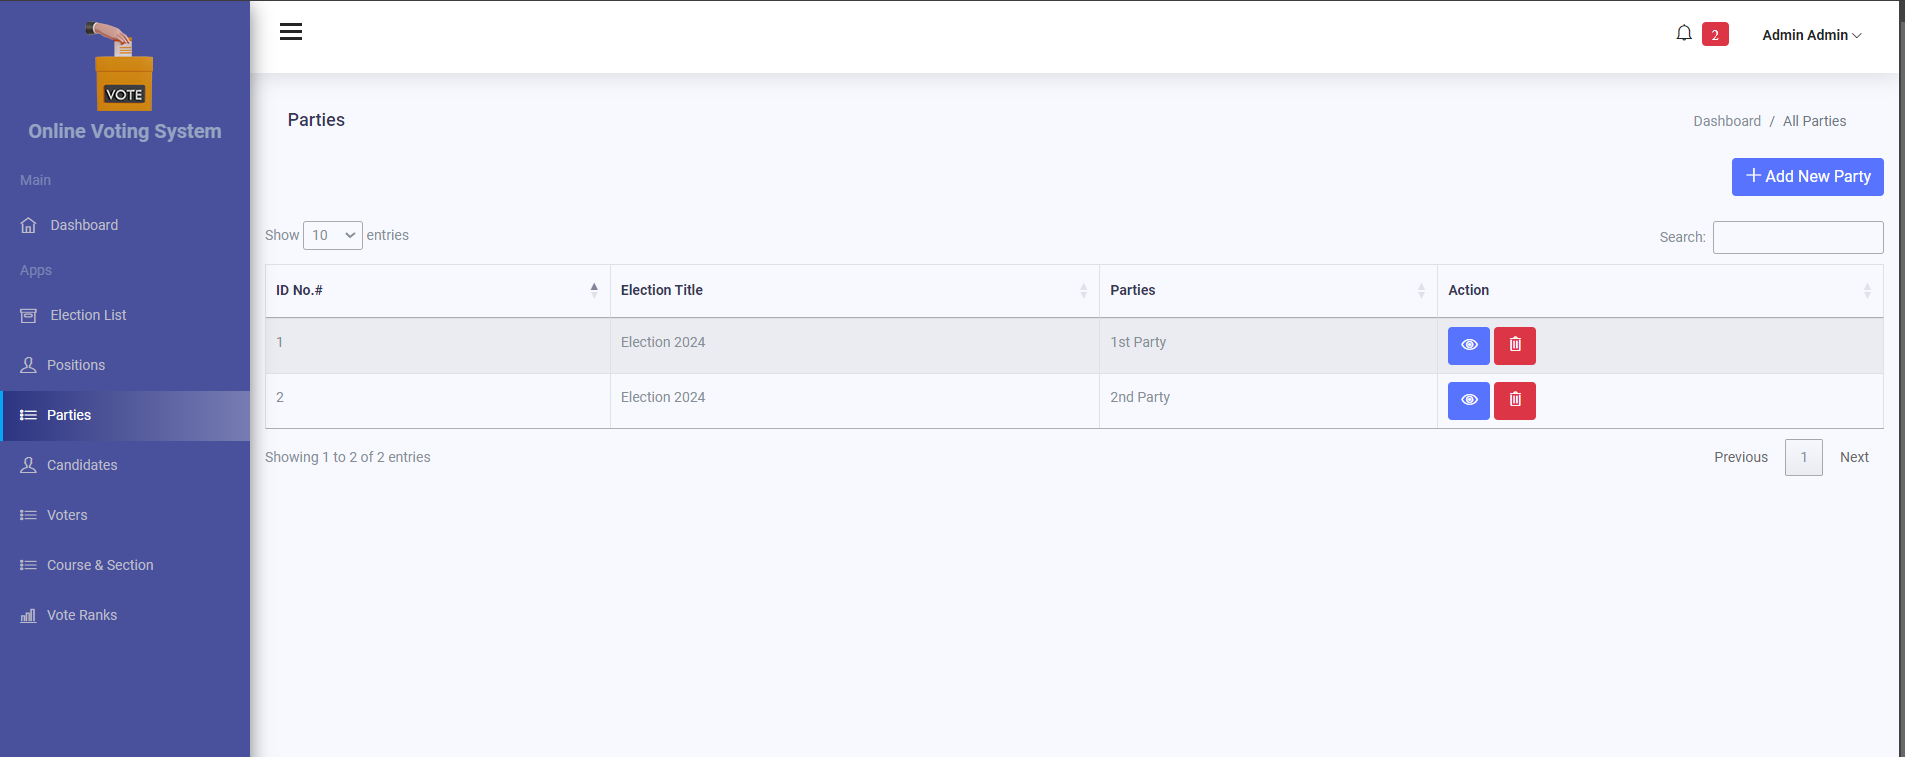 VOTE
Online Voting System
Main
Dashboard
Apps
Election List
Positions
Parties
Candidates
Voters
Course & Section
Vote Ranks
2
Admin Admin
Parties
Dashboard / All Parties
Add New Party
Show 10 entries
Search:
ID No.# Election Title Parties Action
1 Election 2024 1st Party
2 Election 2024 2nd Party
Showing 1 to 2 of 2 entries
Previous 1 Next